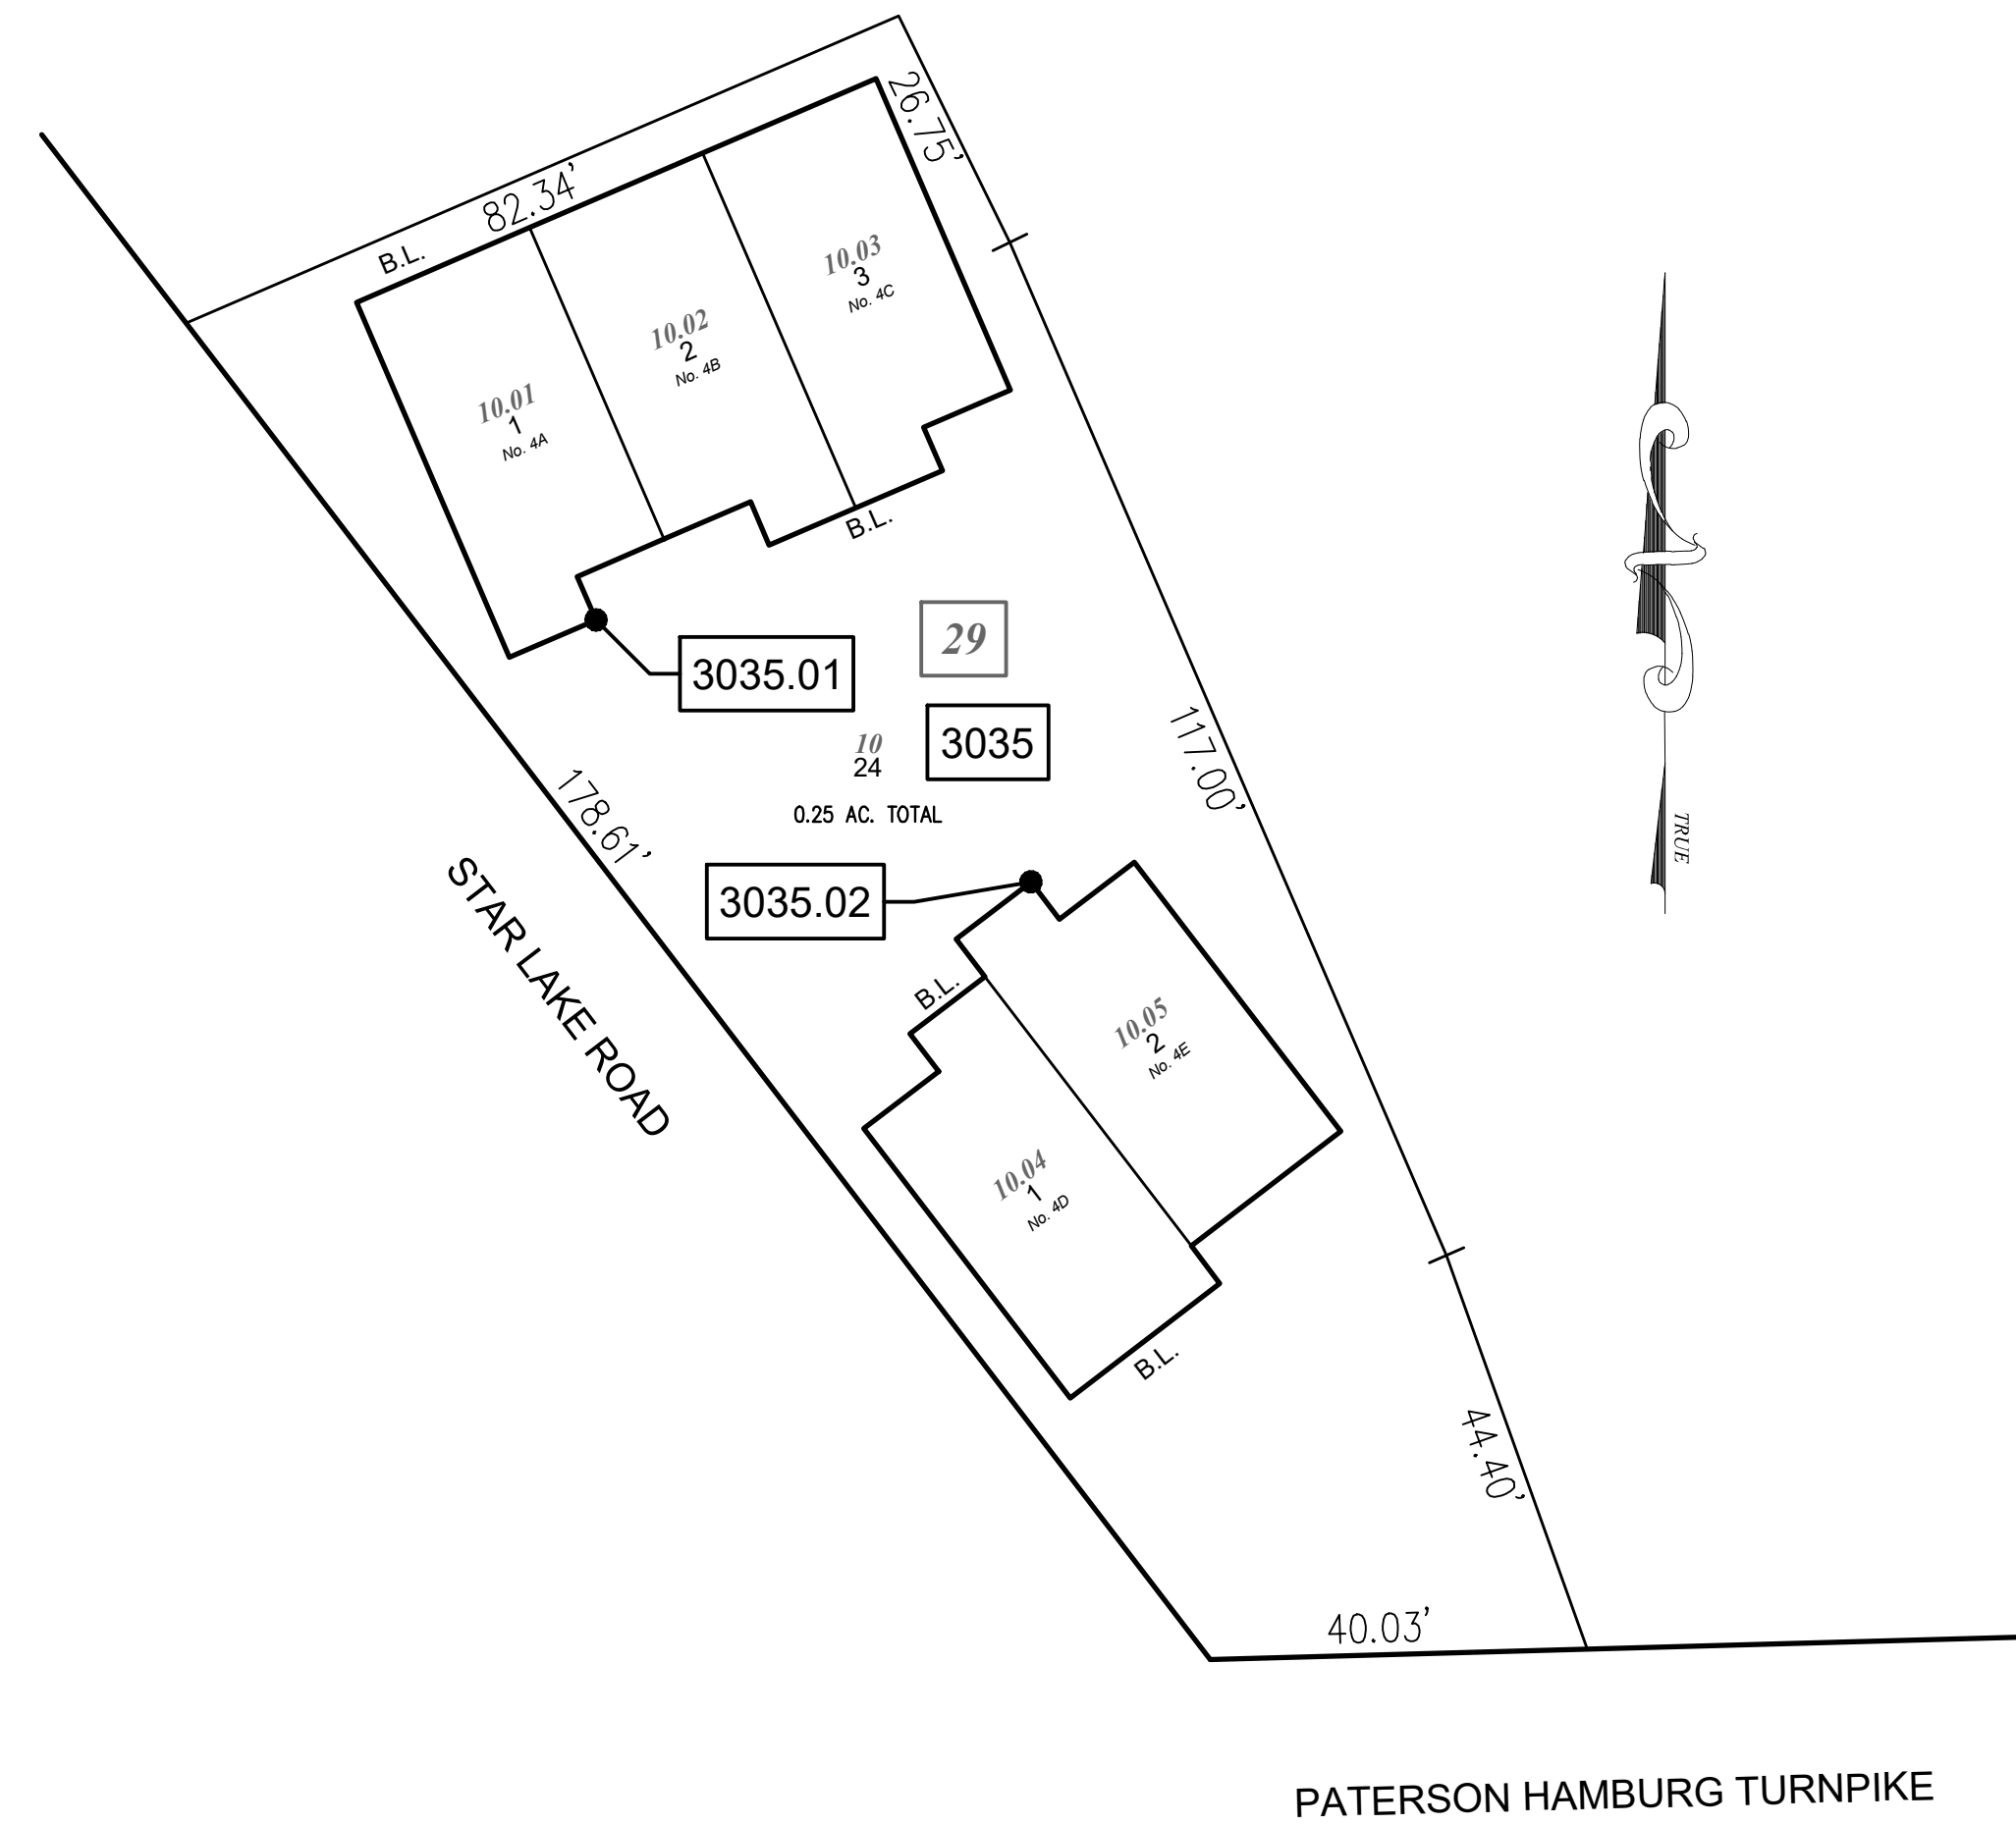 26.75'
82.34'
B.L.
10.03
3
No. 4C
10.02
2
No. 4B
10.01
1
No. 4A
B.L.
29
3035.01
3035
10
24
0.25 AC. TOTAL
117.00'
178.61'
TRUE
3035.02
STAR LAKE ROAD
B.L.
10.05
2
No. 4E
10.04
1
No. 4D
B.L.
44.40'
40.03'
PATERSON HAMBURG TURNPIKE